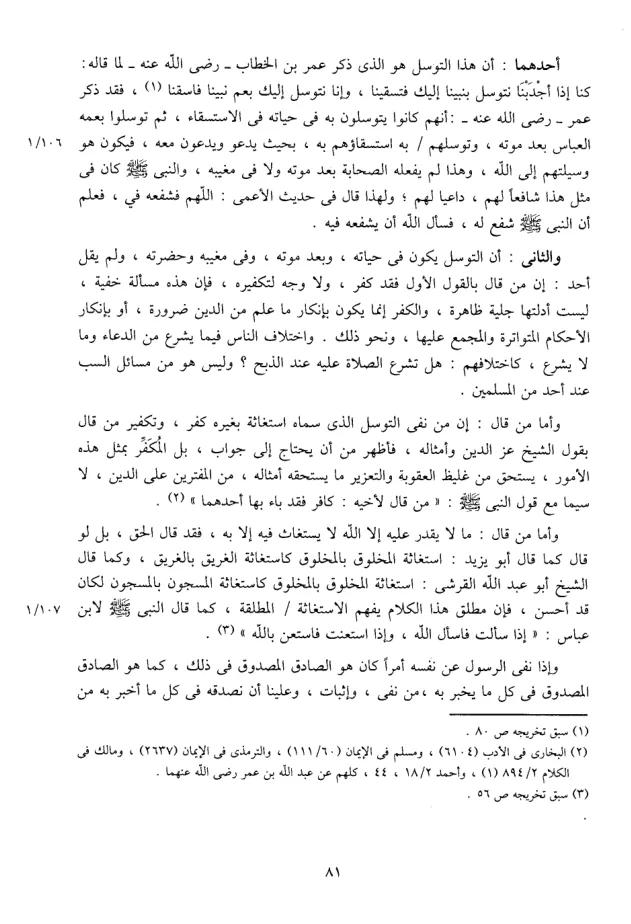 أحدهما : أن هذا التوسل هو الذى ذكر عمر بن الخطاب ـ رضى الله عنه ـ لما قاله :
كنا إذا أجْدَبْنَا نتوسل بنبينا إليك فتسقينا ، وإنا نتوسل إليك بعم نبينا فاسقنا (١) ، فقد ذكر
عمر ـ رضى الله عنه ـ : أنهم كانوا يتوسلون به فى حياته فى الاستسقاء ، ثم توسلوا بعمه
العباس بعد موته ، وتوسلهم / به استسقاؤهم به ، بحيث يدعو ويدعون معه ، فيكون هو
١/١٠٦
وسيلتهم إلى الله ، وهذا لم يفعله الصحابة بعد موته ولا فى مغيبه ، والنبى ﷺ كان فى
مثل هذا شافعاً لهم ، داعيا لهم ؛ ولهذا قال فى حديث الأعمى : اللهم فشفعه في ، فعلم
أن النبى ﷺ شفع له ، فسأل الله أن يشفعه فيه .
والثانى : أن التوسل يكون فى حياته ، وبعد موته ، وفى مغيبه وحضرته ، ولم يقل
أحد : إن من قال بالقول الأول فقد كفر ، ولا وجه لتكفيره ، فإن هذه مسألة خفية ،
ليست أدلتها جلية ظاهرة ، والكفر إنما يكون بإنكار ما علم من الدين ضرورة ، أو بإنكار
الأحكام المتواترة والمجمع عليها ، ونحو ذلك . واختلاف الناس فيما يشرع من الدعاء وما
لا يشرع ، كاختلافهم : هل تشرع الصلاة عليه عند الذبح ؟ وليس هو من مسائل السب
عند أحد من المسلمين .
وأما من قال : إن من نفى التوسل الذى سماه استغاثة بغيره كفر ، وتكفير من قال
بقول الشيخ عز الدين وأمثاله ، فأظهر من أن يحتاج إلى جواب ، بل المُكَفِّر بمثل هذه
الأمور ، يستحق من غليظ العقوبة والتعزير ما يستحقه أمثاله ، من المفترين على الدين ، لا
سيما مع قول النبى ﷺ : « من قال لأخيه : كافر فقد باء بها أحدهما » (٢) .
وأما من قال : ما لا يقدر عليه إلا الله لا يستغاث فيه إلا به ، فقد قال الحق ، بل لو
قال كما قال أبو يزيد : استغاثة المخلوق بالمخلوق كاستغاثة الغريق بالغريق ، وكما قال
الشيخ أبو عبد الله القرشى : استغاثة المخلوق بالمخلوق كاستغاثة المسجون بالمسجون لكان
قد أحسن ، فإن مطلق هذا الكلام يفهم الاستغاثة / المطلقة ، كما قال النبى ﷺ لابن
١/١٠٧
عباس : « إذا سألت فاسأل الله ، وإذا استعنت فاستعن بالله » (٣) .
وإذا نفى الرسول عن نفسه أمراً كان هو الصادق المصدوق فى ذلك ، كما هو الصادق
المصدوق فى كل ما يخبر به ،من نفى ، وإثبات ، وعلينا أن نصدقه فى كل ما أخبر به من
(١) سبق تخريجه ص ٨٠ .
(٢) البخارى فى الأدب (٦١٠٤) ، ومسلم فى الإيمان (١١١/٦٠) ، والترمذى فى الإيمان (٢٦٣٧) ، ومالك فى
الكلام ٨٩٤/٢ (١) ، وأحمد ١٨/٢ ، ٤٤ ، كلهم عن عبد الله بن عمر رضى الله عنهما .
(٣) سبق تخريجه ص ٥٦ .
.
٨١